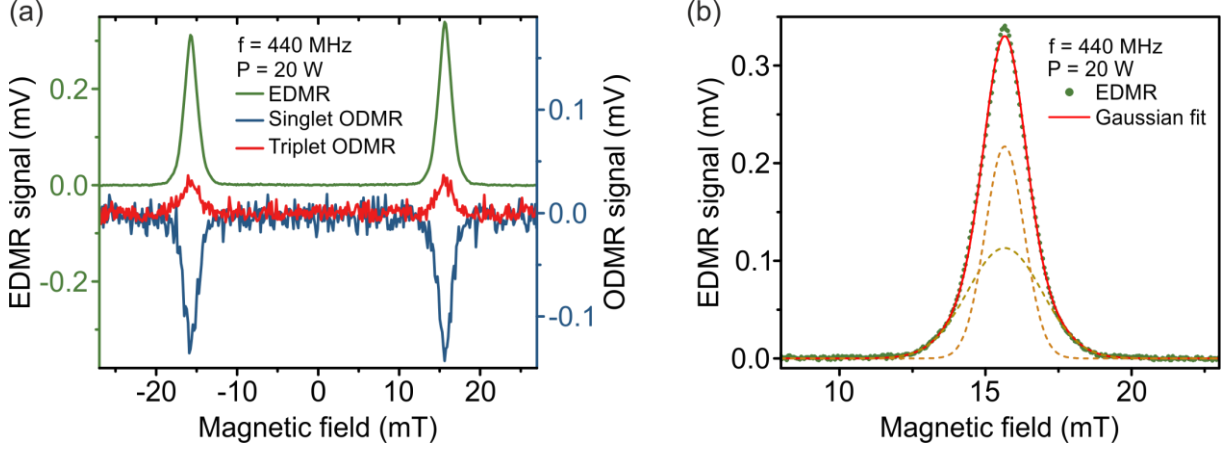 (a)
f = 440 MHz
P = 20 W
EDMR
Singlet ODMR
Triplet ODMR
0.2
0.0
-0.2
EDMR signal (mV)
0.1
0.0
-0.1
ODMR signal (mV)
-20 -10 0 10 20
Magnetic field (mT)
(b)
f = 440 MHz
P = 20 W
EDMR
Gaussian fit
0.3
0.2
0.1
0.0
EDMR signal (mV)
10 15 20
Magnetic field (mT)